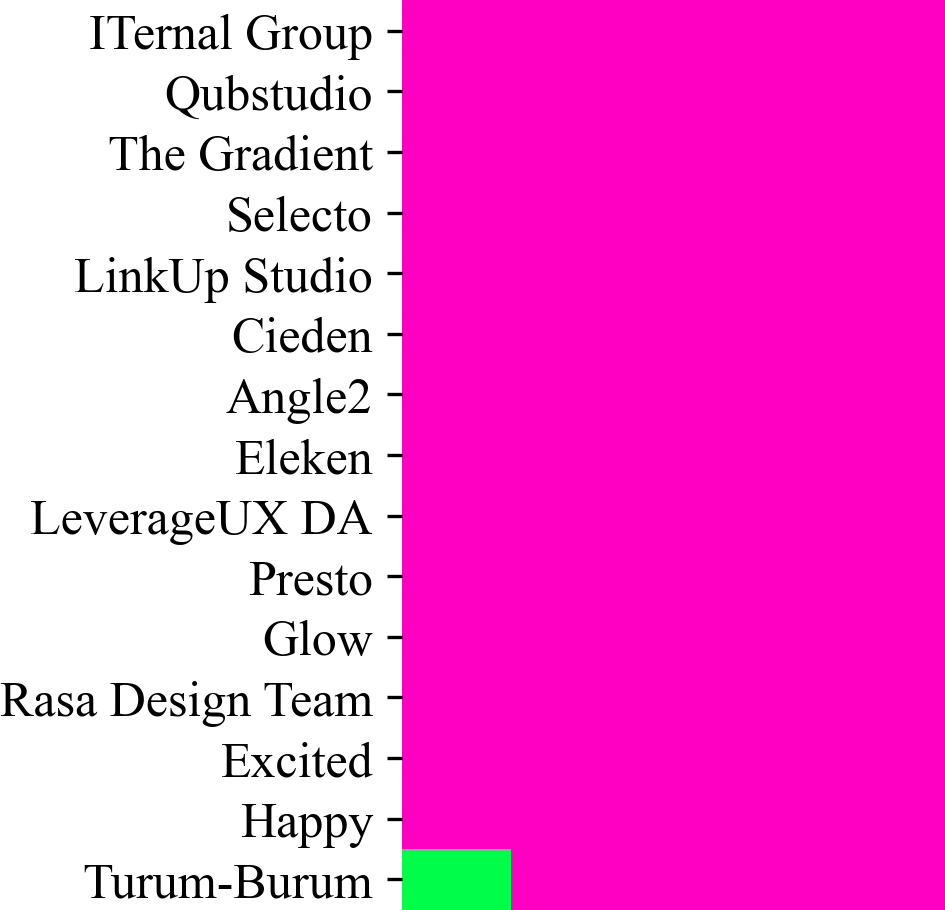 ITernal Group
Qubstudio
The Gradient
Selecto
LinkUp Studio
Cieden
Angle2
Eleken
LeverageUX DA
Presto
Glow
Rasa Design Team
Excited
Happy
Turum-Burum